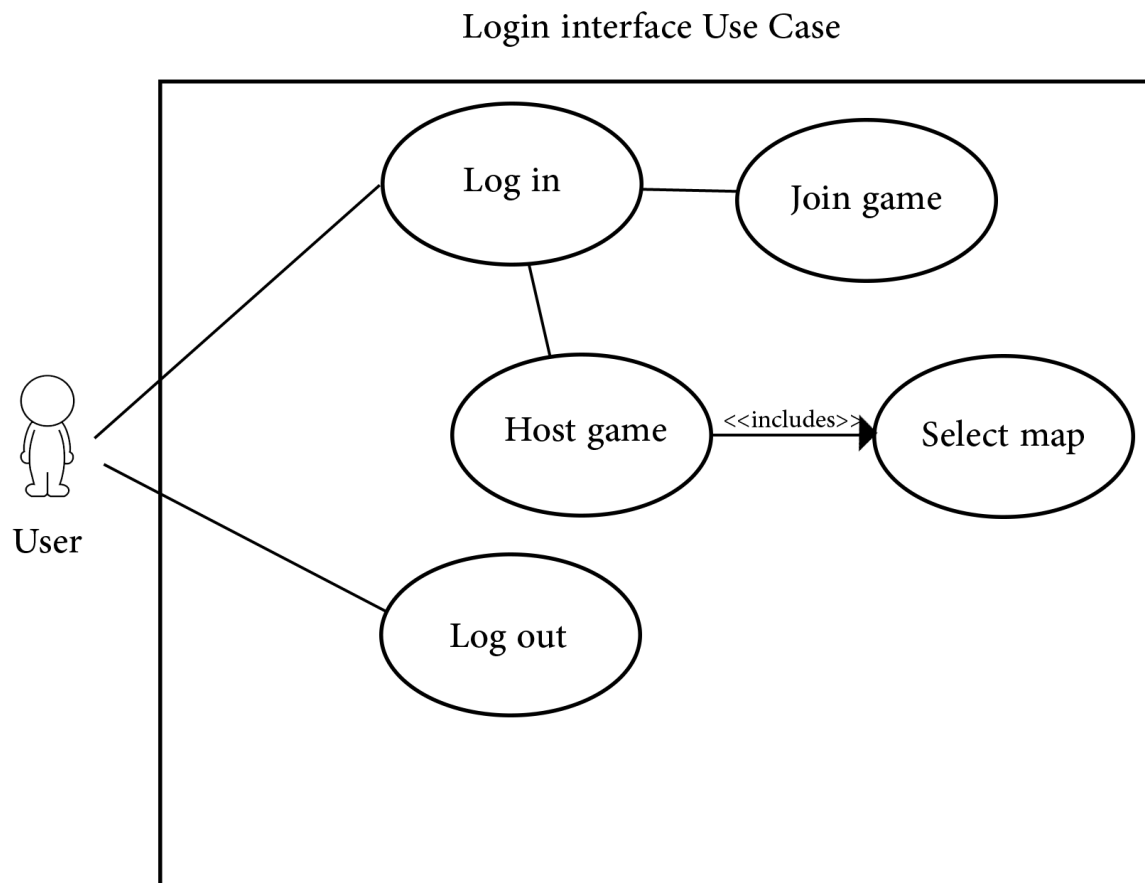 Login interface Use Case
Log in
Join game
Host game
<<includes>>
Select map
User
Log out